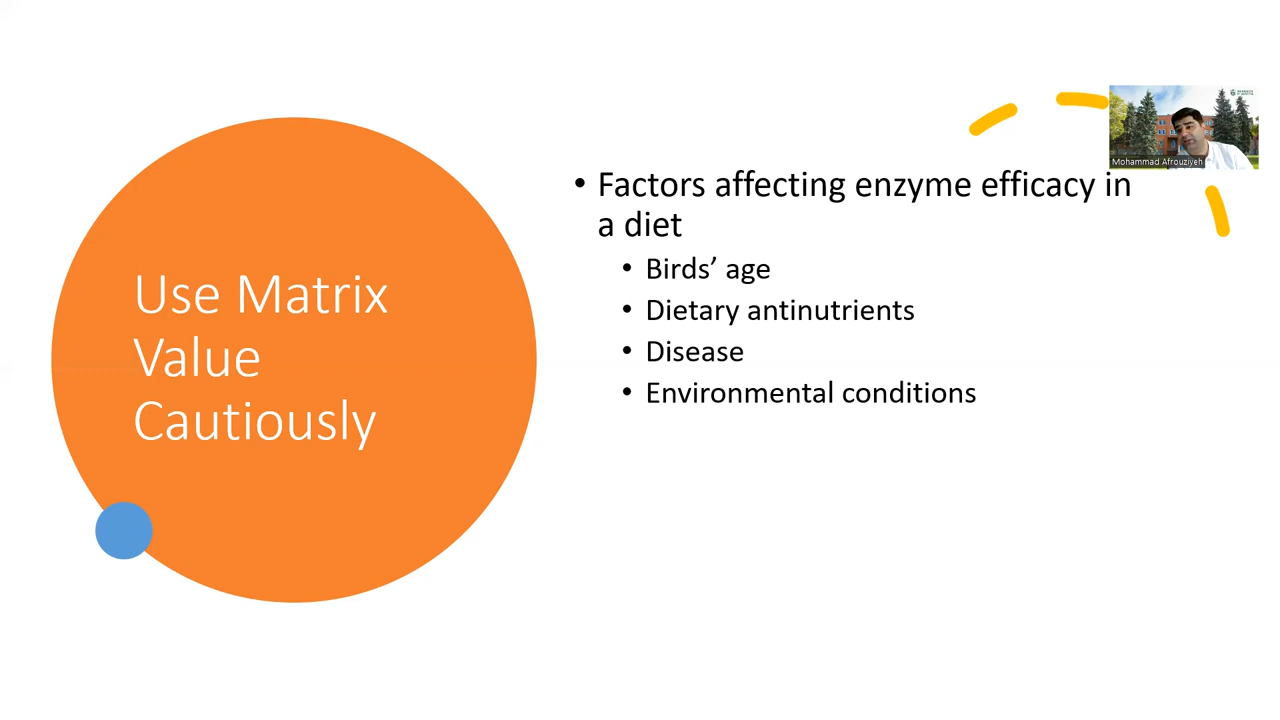 Use Matrix
Value
Cautiously
• Factors affecting enzyme efficacy in
a diet
• Birds’ age
• Dietary antinutrients
• Disease
• Environmental conditions
Mohammad Afrouziyeh